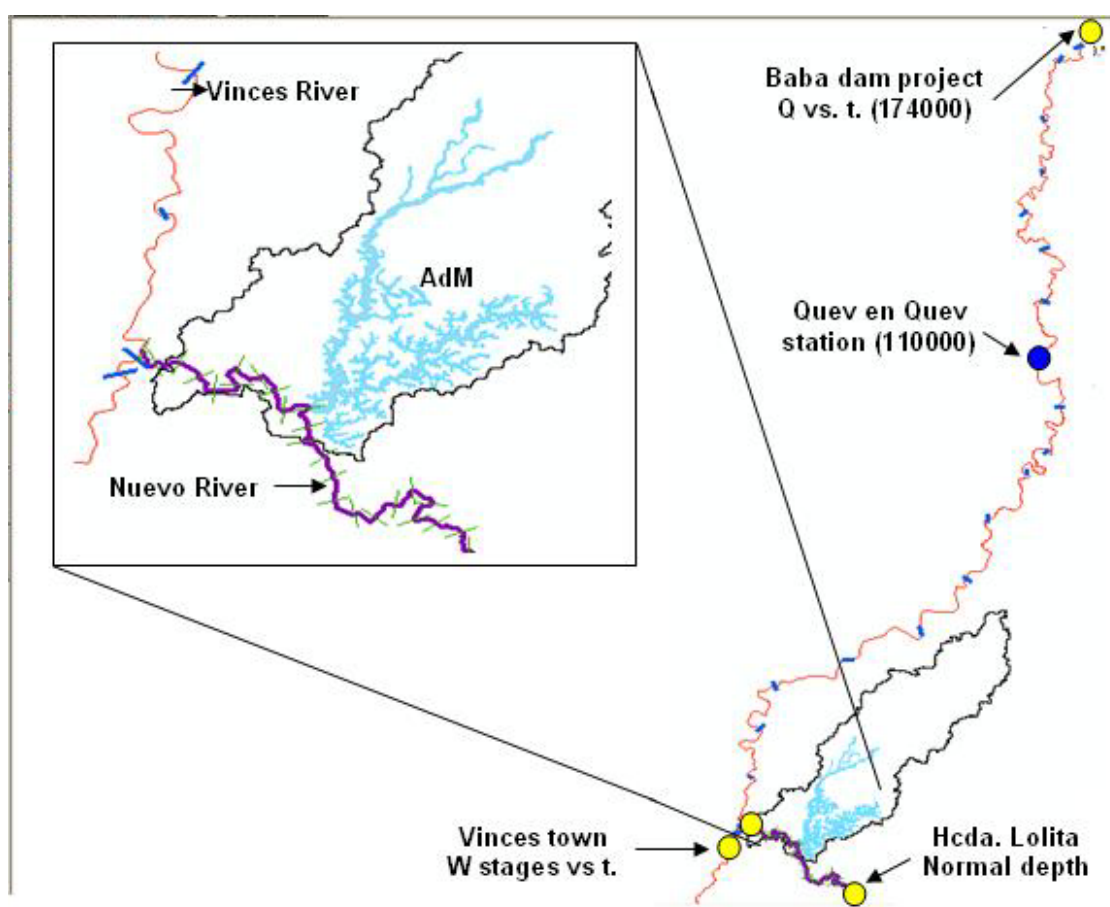 Vinces River
AdM
Nuevo River
Baba dam project
Q vs. t. (174000)
Quev en Quev
station (110000)
Vinces town
W stages vs t.
Hcda. Lolita
Normal depth